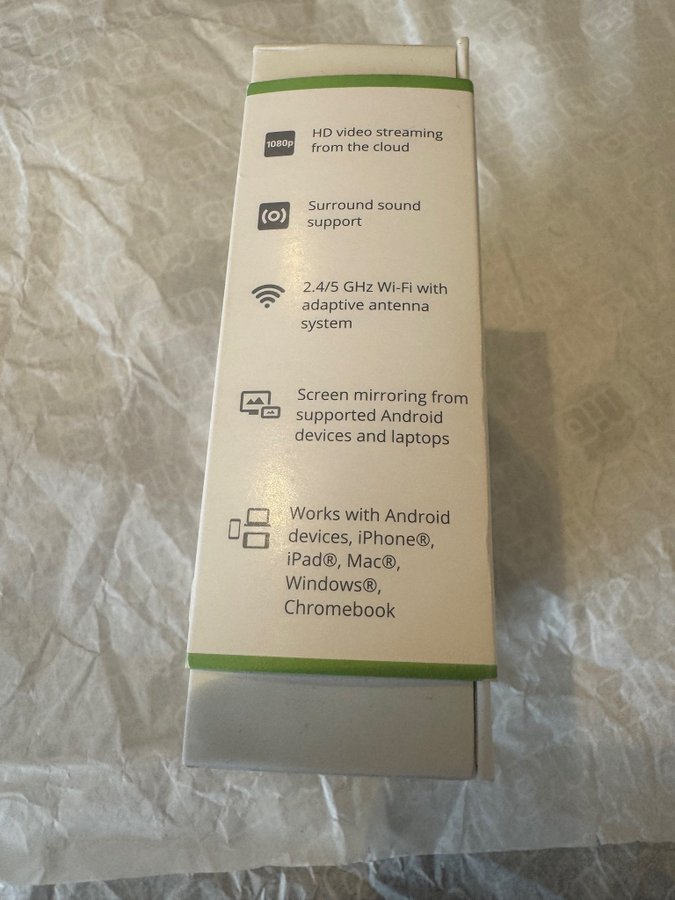 1080p
HD video streaming
from the cloud
Surround sound
support
2.4/5 GHz Wi-Fi with
adaptive antenna
system
Screen mirroring from
supported Android
devices and laptops
Works with Android
devices, iPhone®,
iPad®, Mac®,
Windows®,
Chromebook